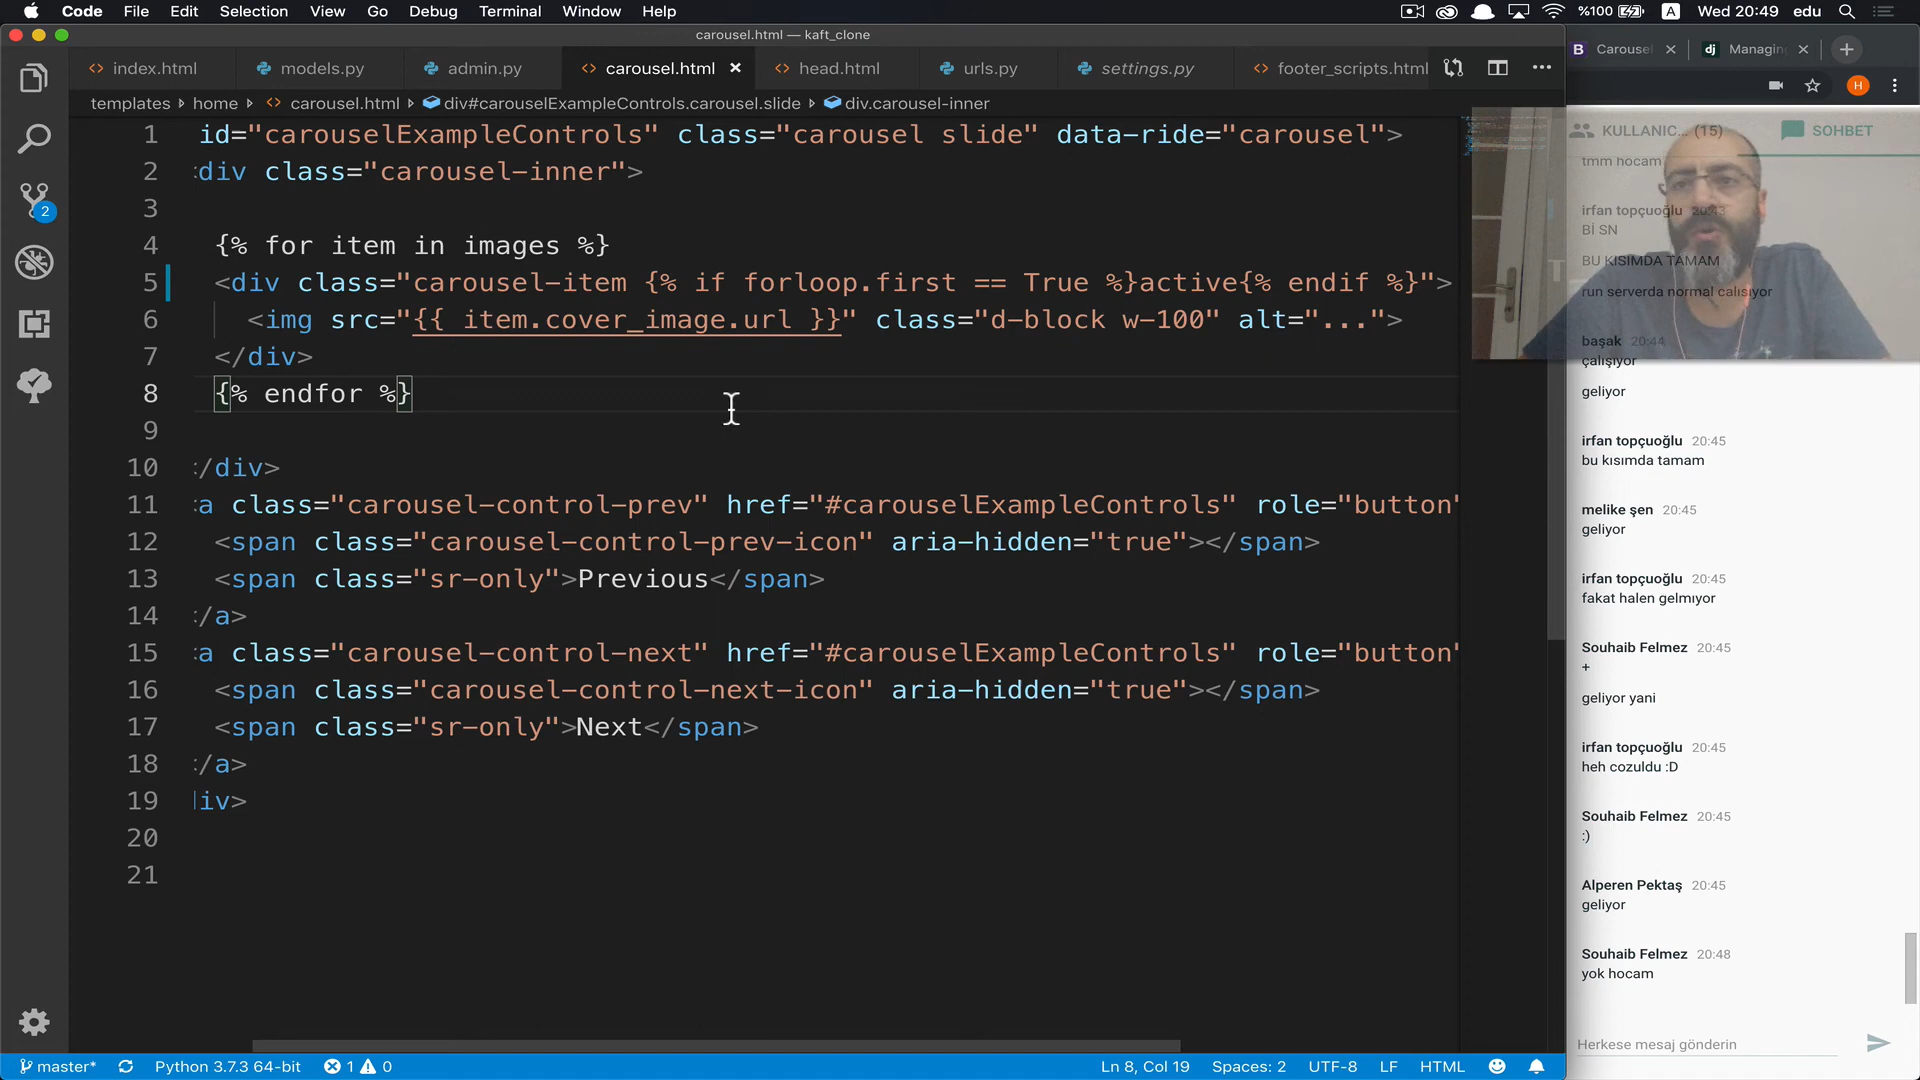 Code File Edit Selection View Go Debug Terminal Window Help
%100 A Wed 20:49 edu
carousel.html — kaft_clone
index.html models.py admin.py carousel.html head.html urls.py settings.py footer_scripts.html
templates home carousel.html div#carouselExampleControls.carousel.slide div.carousel-inner
1 id="carouselExampleControls" class="carousel slide" data-ride="carousel">
2 div class="carousel-inner">
3
4 {% for item in images %}
5 <div class="carousel-item {% if forloop.first == True %}active{% endif %}">
6 <img src="{{ item.cover_image.url }}" class="d-block w-100" alt="...">
7 </div>
8 {% endfor %}
9
10 /div>
11 a class="carousel-control-prev" href="#carouselExampleControls" role="button"
12 <span class="carousel-control-prev-icon" aria-hidden="true"></span>
13 <span class="sr-only">Previous</span>
14 /a>
15 a class="carousel-control-next" href="#carouselExampleControls" role="button"
16 <span class="carousel-control-next-icon" aria-hidden="true"></span>
17 <span class="sr-only">Next</span>
18 /a>
19 iv>
20
21
2
master* Python 3.7.3 64-bit 1 0
Ln 8, Col 19 Spaces: 2 UTF-8 LF HTML
B Carousel dj Managing
H
KULLANIC... (15) SOHBET
tmm hocam
irfan topçuoğlu 20:43
Bİ SN
BU KISIMDA TAMAM
run serverda normal calısıyor
başak 20:44
çalışıyor
geliyor
irfan topçuoğlu 20:45
bu kısımda tamam
melike şen 20:45
geliyor
irfan topçuoğlu 20:45
fakat halen gelmıyor
Souhaib Felmez 20:45
+
geliyor yani
irfan topçuoğlu 20:45
heh cozuldu :D
Souhaib Felmez 20:45
:)
Alperen Pektaş 20:45
geliyor
Souhaib Felmez 20:48
yok hocam
Herkese mesaj gönderin